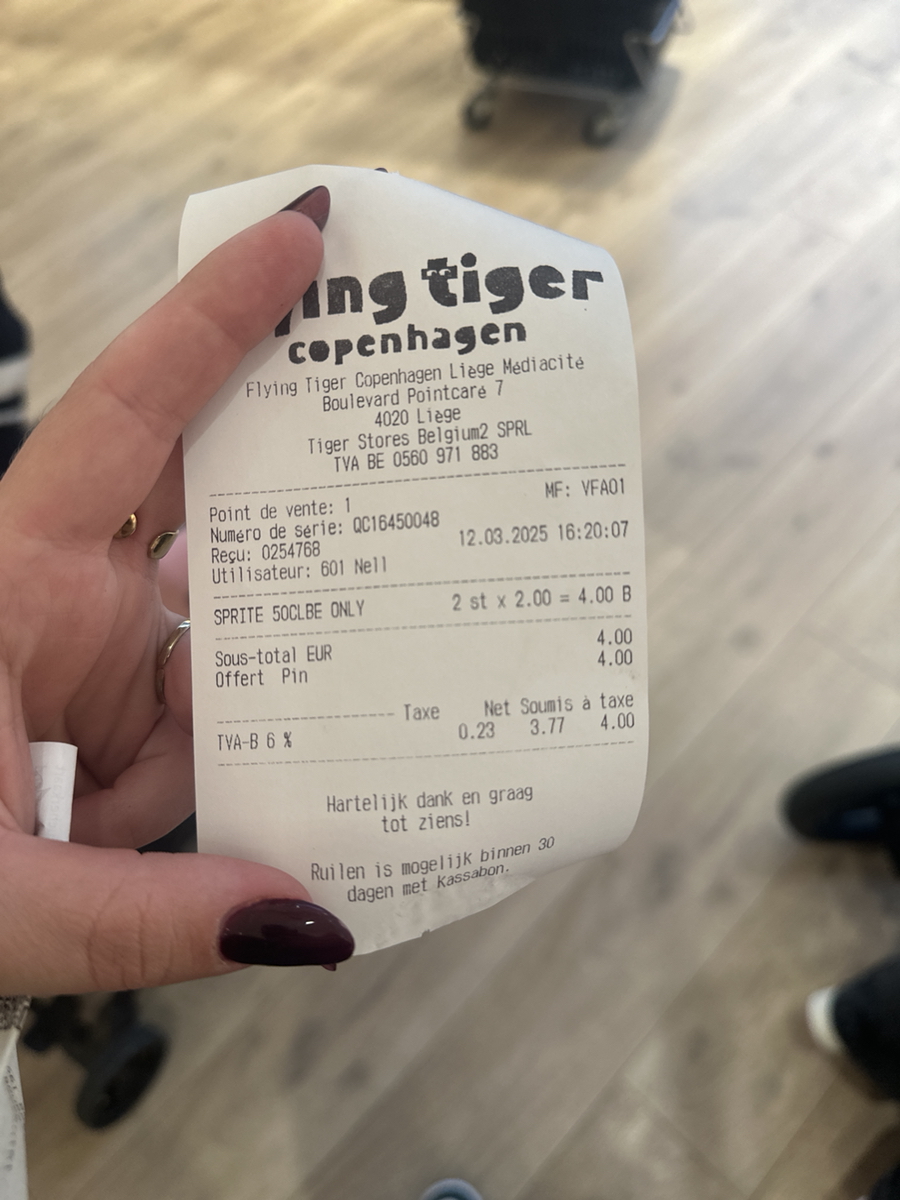 ing tiger
copenhagen
Flying Tiger Copenhagen Liège Médiacité
Boulevard Pointcaré 7
4020 Liège
Tiger Stores Belgium2 SPRL
TVA BE 0560 971 883
Point de vente: 1 MF: VFA01
Numéro de série: QC16450048
Reçu: 0254768 12.03.2025 16:20:07
Utilisateur: 601 Nell
SPRITE 50CLBE ONLY 2 st x 2.00 = 4.00 B
Sous-total EUR 4.00
Offert Pin 4.00
Taxe Net Soumis à taxe
TVA-B 6 % 0.23 3.77 4.00
Hartelijk dank en graag
tot ziens!
Ruilen is mogelijk binnen 30
dagen met Kassabon.